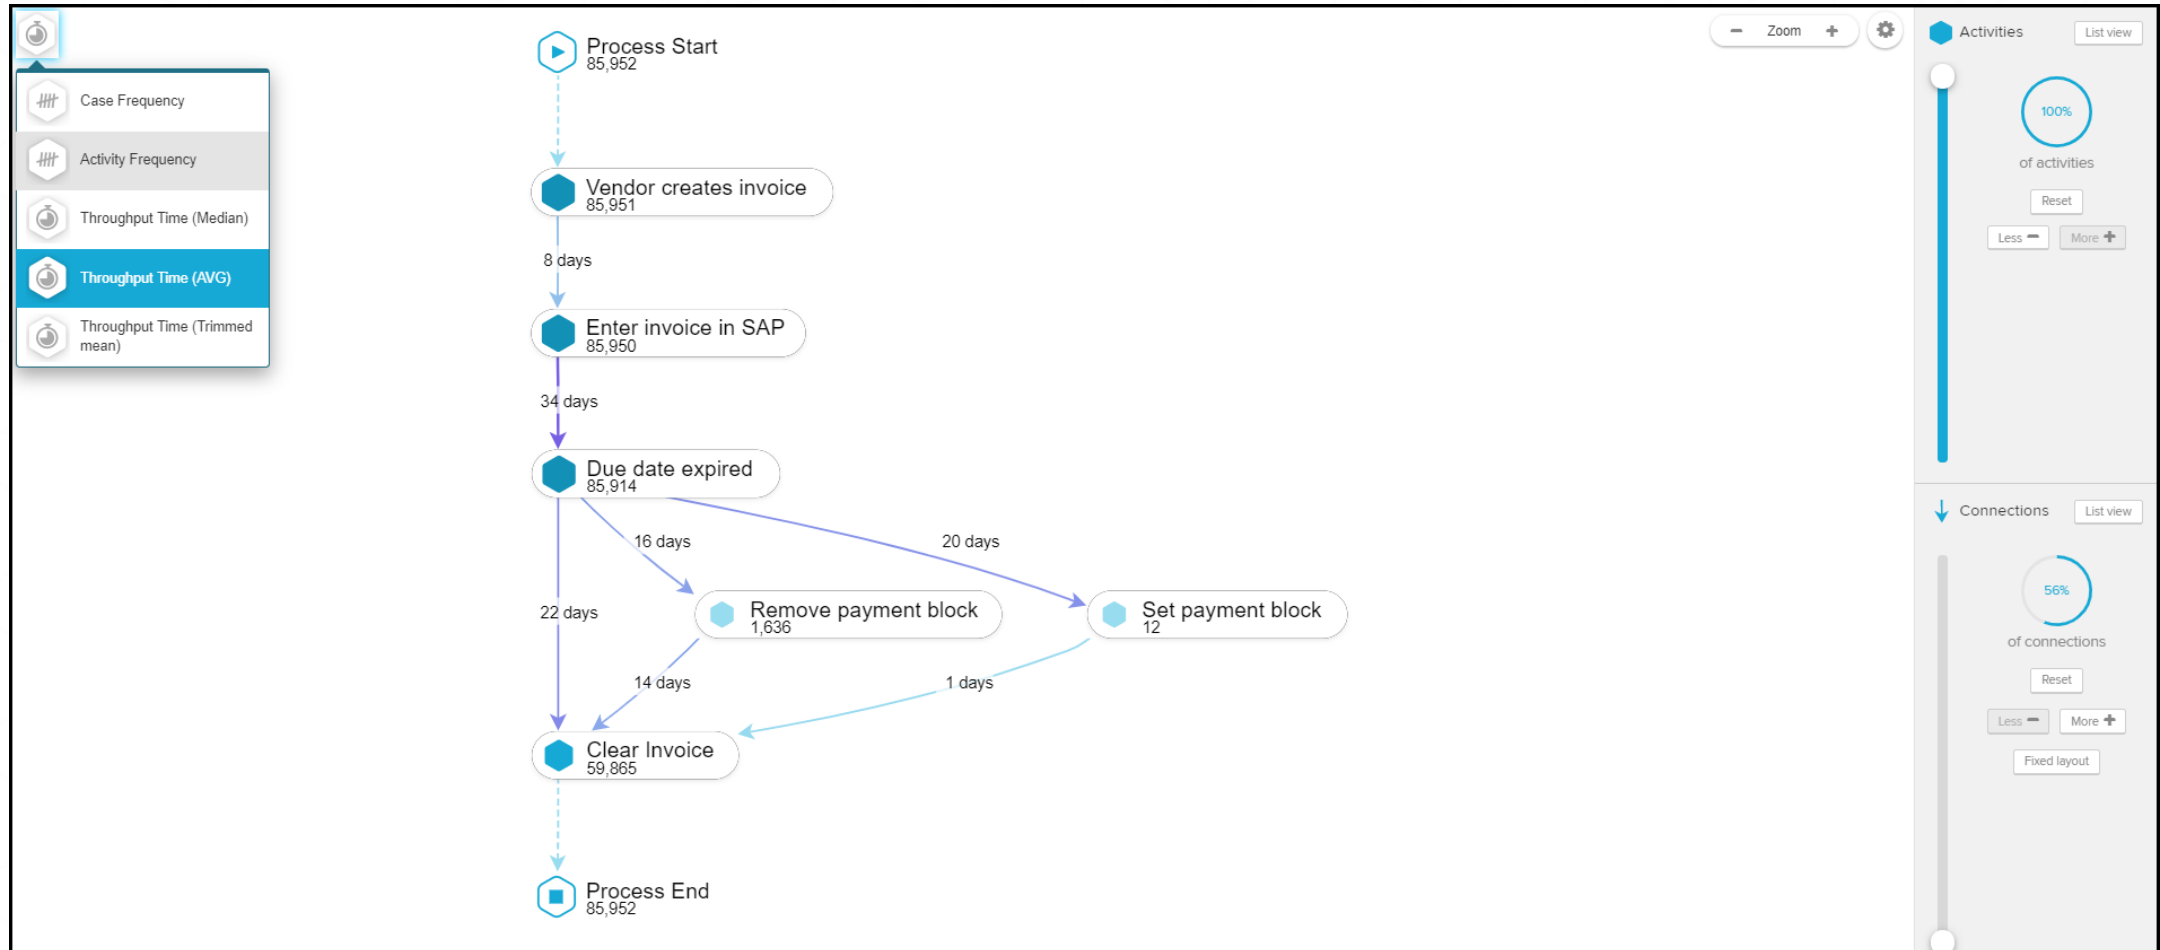 Case Frequency
Activity Frequency
Throughput Time (Median)
Throughput Time (AVG)
Throughput Time (Trimmed
mean)
Process Start
85,952
Vendor creates invoice
85,951
8 days
Enter invoice in SAP
85,950
34 days
Due date expired
85,914
16 days
20 days
22 days
Remove payment block
1,636
Set payment block
12
14 days
1 days
Clear Invoice
59,865
Process End
85,952
Zoom
Activities
List view
100%
of activities
Reset
Less
More
Connections
List view
56%
of connections
Reset
Less
More
Fixed layout